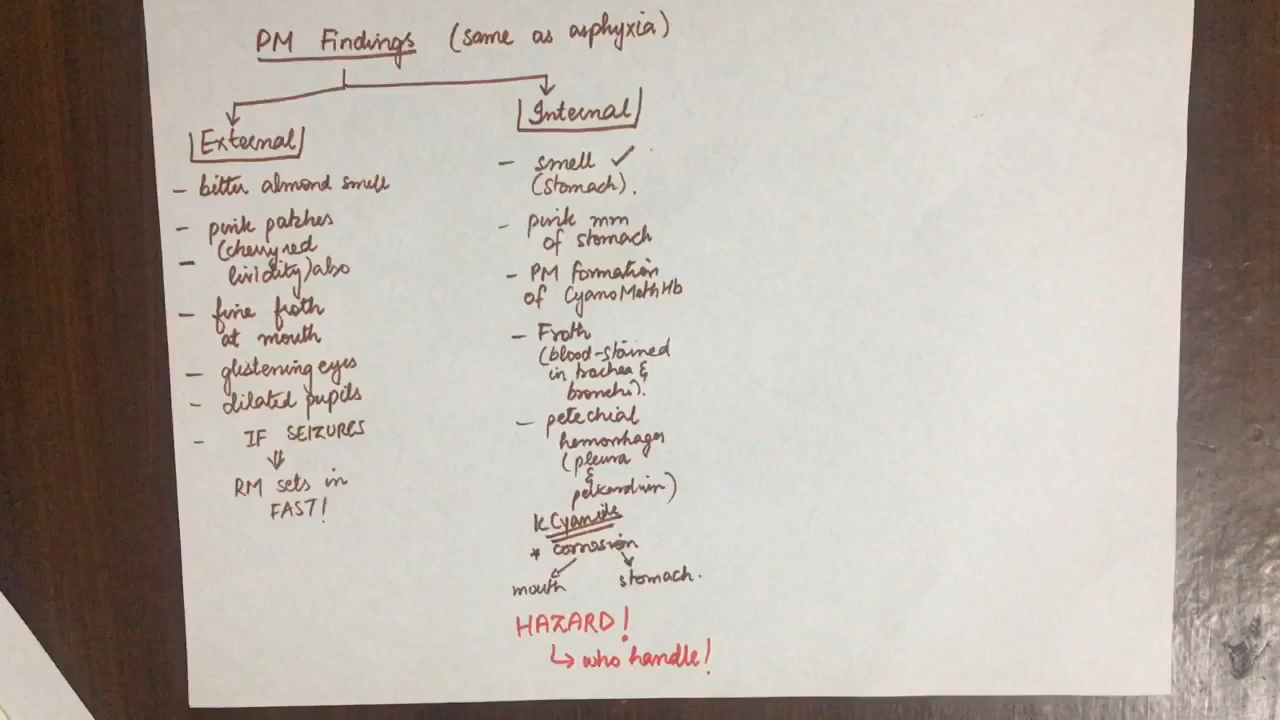 PM Findings (same as asphyxia)
External
- bitter almond smell
- pink patches
(cherry red
- lividity) also
- fine froth
at mouth
- glistening eyes
- dilated pupils
- IF SEIZURES
RM sets in
FAST!
Internal
- smell ✓
(stomach).
- pink mm
of stomach
- PM formation
of CyanoMethHb
- Froth
(blood-stained
in trachea &
bronchi).
- petechial
hemorrhages
(pleura
&
pericardium)
K Cyanide
* corrosion
mouth stomach.
HAZARD!
↳ who handle!